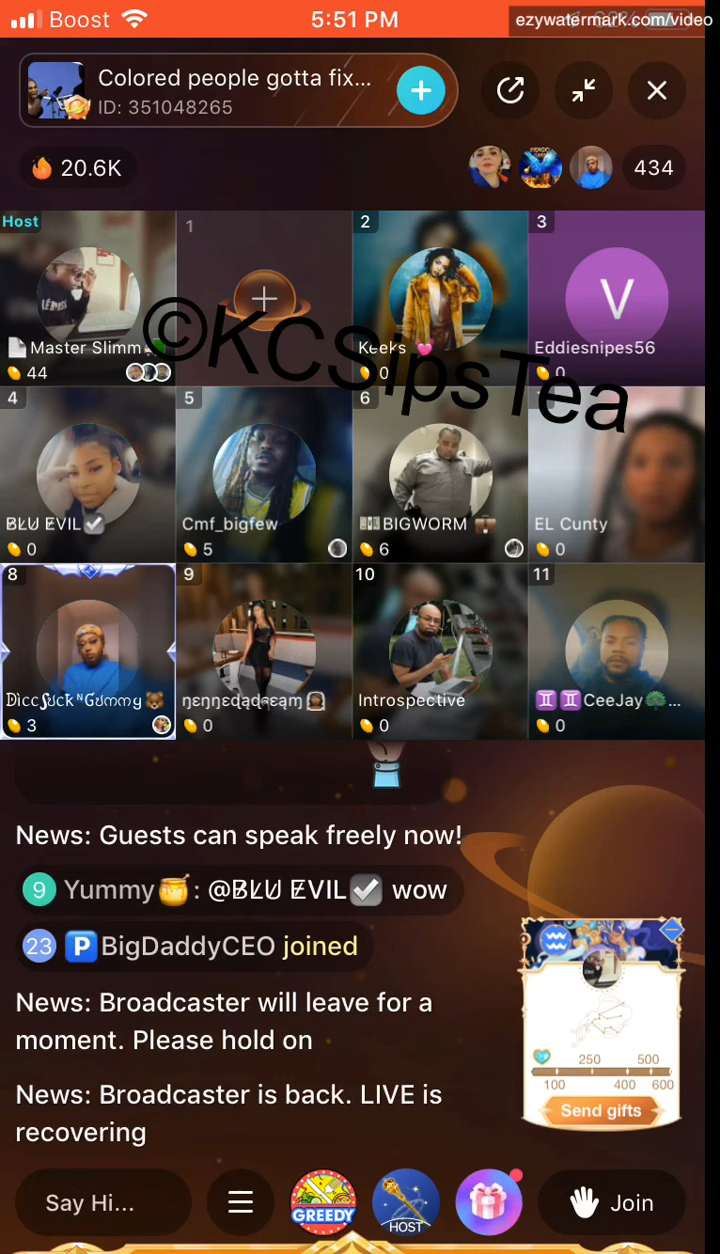 Boost 5:51 PM
ezywatermark.com/video
Colored people gotta fix...
ID: 351048265
20.6K
434
Host
1
2
3
Master Slimm
Keeks
V
Eddiesnipes56
44
0
0
©KCSipsTea
4
5
6
ɆVIL
Cmf_bigfew
BIGWORM
EL Cunty
0
5
6
0
8
9
10
11
Introspective
♊♊CeeJay🌳...
3
0
0
0
News: Guests can speak freely now!
9 Yummy🍯: @BŁU ɆVIL☑ wow
23 🅿BigDaddyCEO joined
News: Broadcaster will leave for a
moment. Please hold on
News: Broadcaster is back. LIVE is
recovering
250 500
100 400 600
Send gifts
Say Hi...
GREEDY
HOST
Join